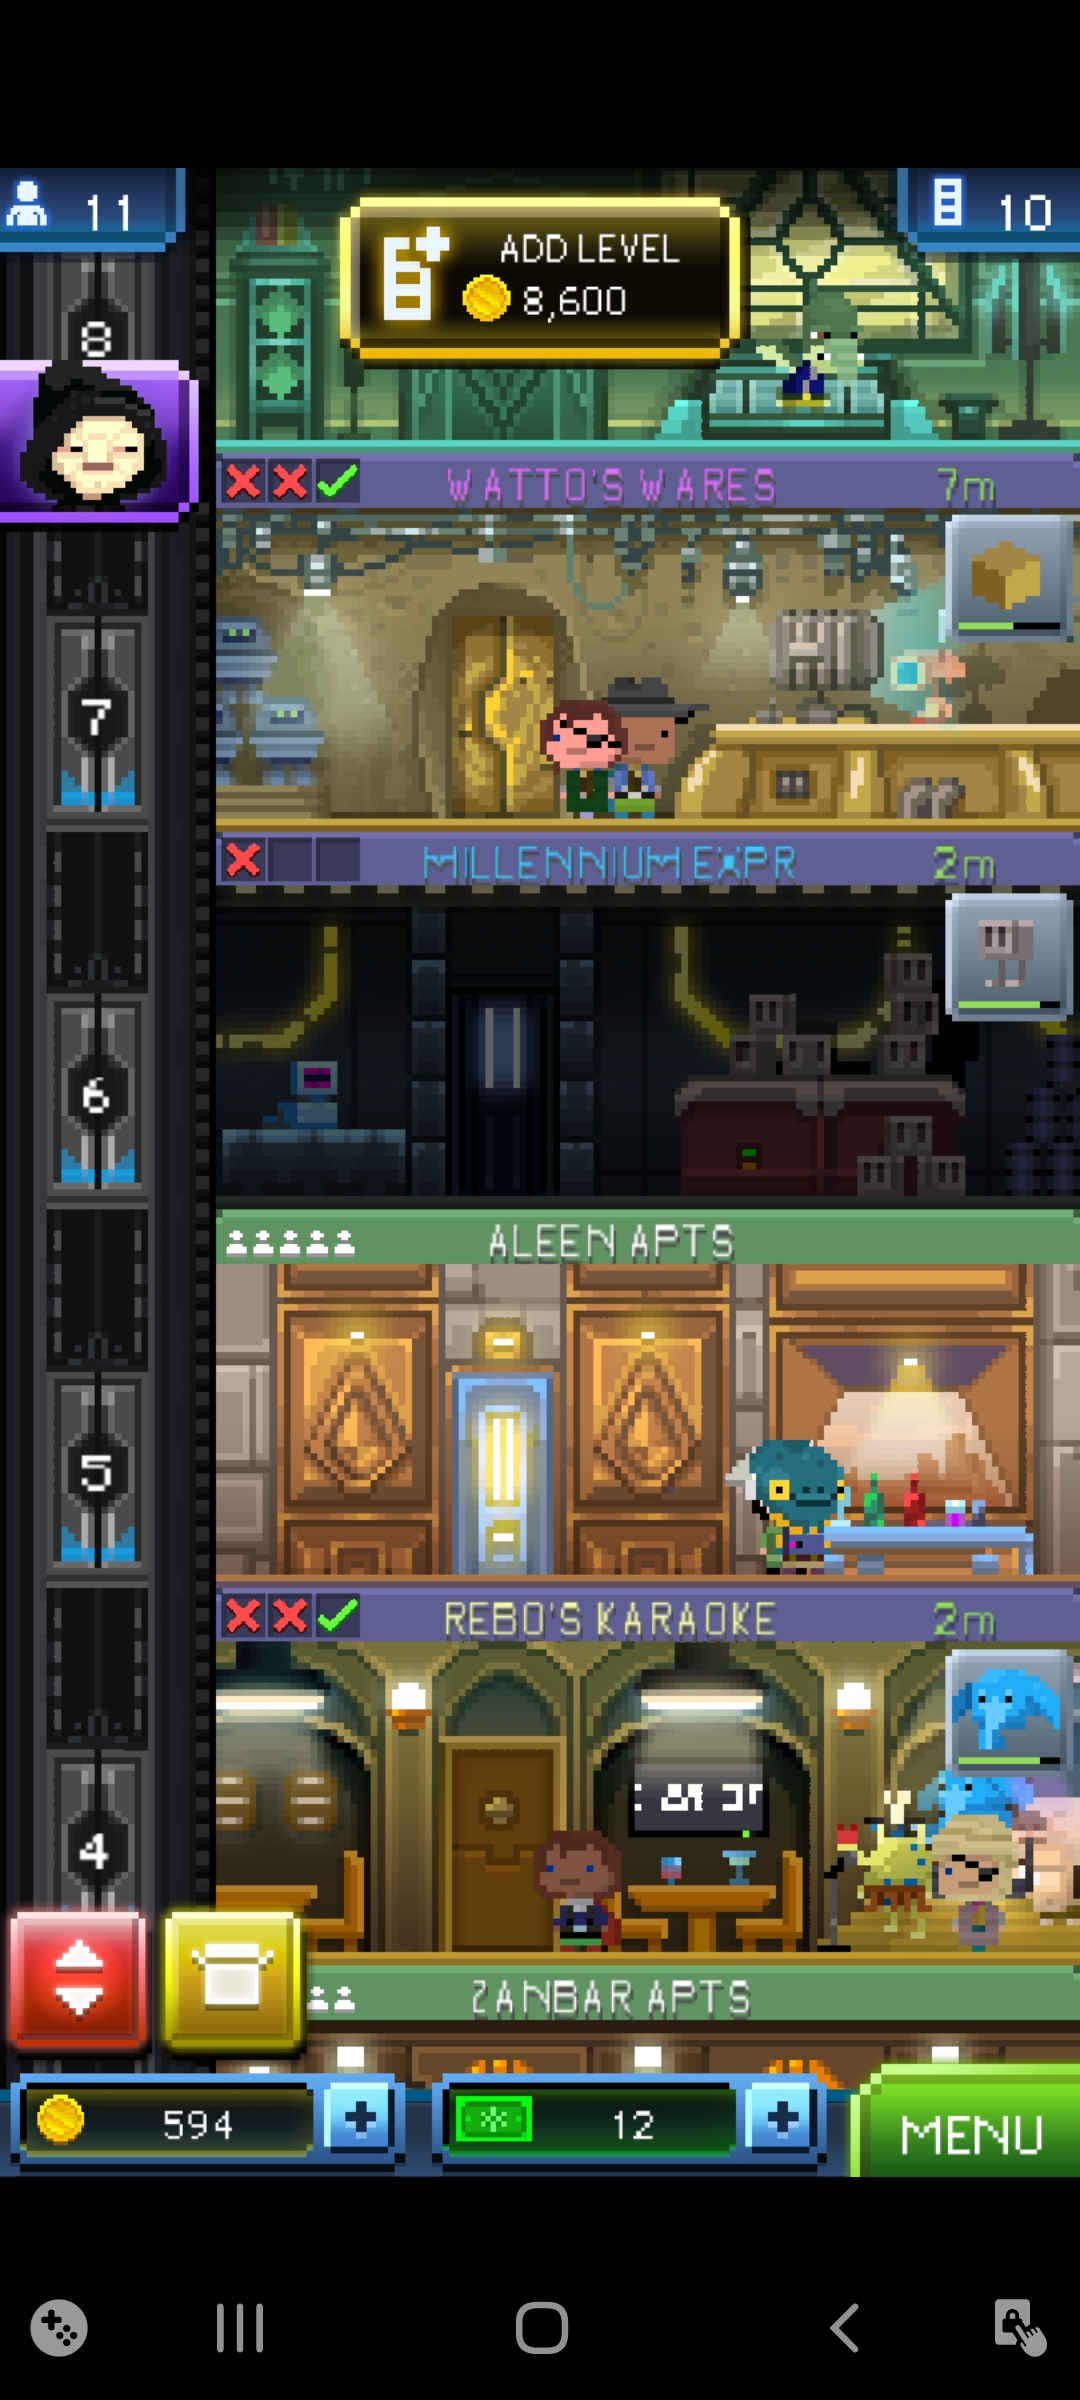 11
10
ADD LEVEL
8,600
8
WATTO'S WARES
7m
7
MILLENNIUM EXPR
2m
6
ALEEN APTS
5
REBO'S KARAOKE
2m
4
ZANBAR APTS
594
12
MENU